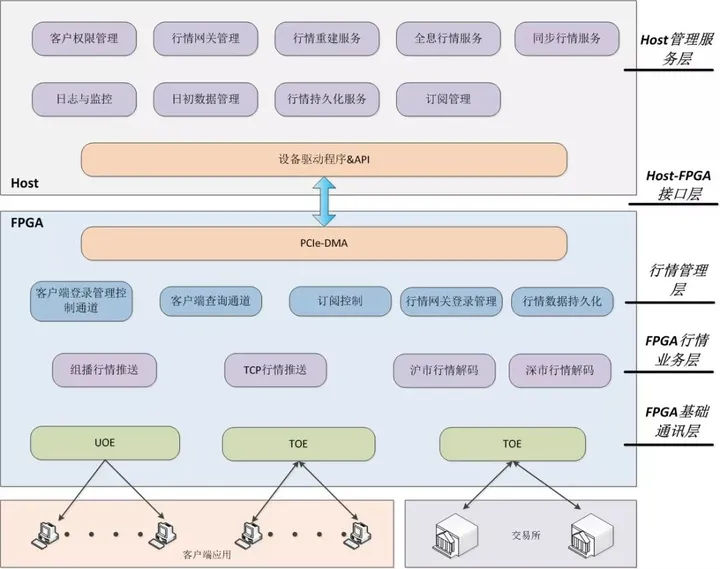 客户权限管理
行情网关管理
行情重建服务
全息行情服务
同步行情服务
Host管理服
务层
日志与监控
日初数据管理
行情持久化服务
订阅管理
设备驱动程序&API
Host
Host-FPGA
接口层
FPGA
PCIe-DMA
客户端登录管理控
制通道
客户端查询通道
订阅控制
行情网关登录管理
行情数据持久化
行情管理
层
组播行情推送
TCP行情推送
沪市行情解码
深市行情解码
FPGA行情
业务层
UOE
TOE
TOE
FPGA基础
通讯层
客户端应用
交易所